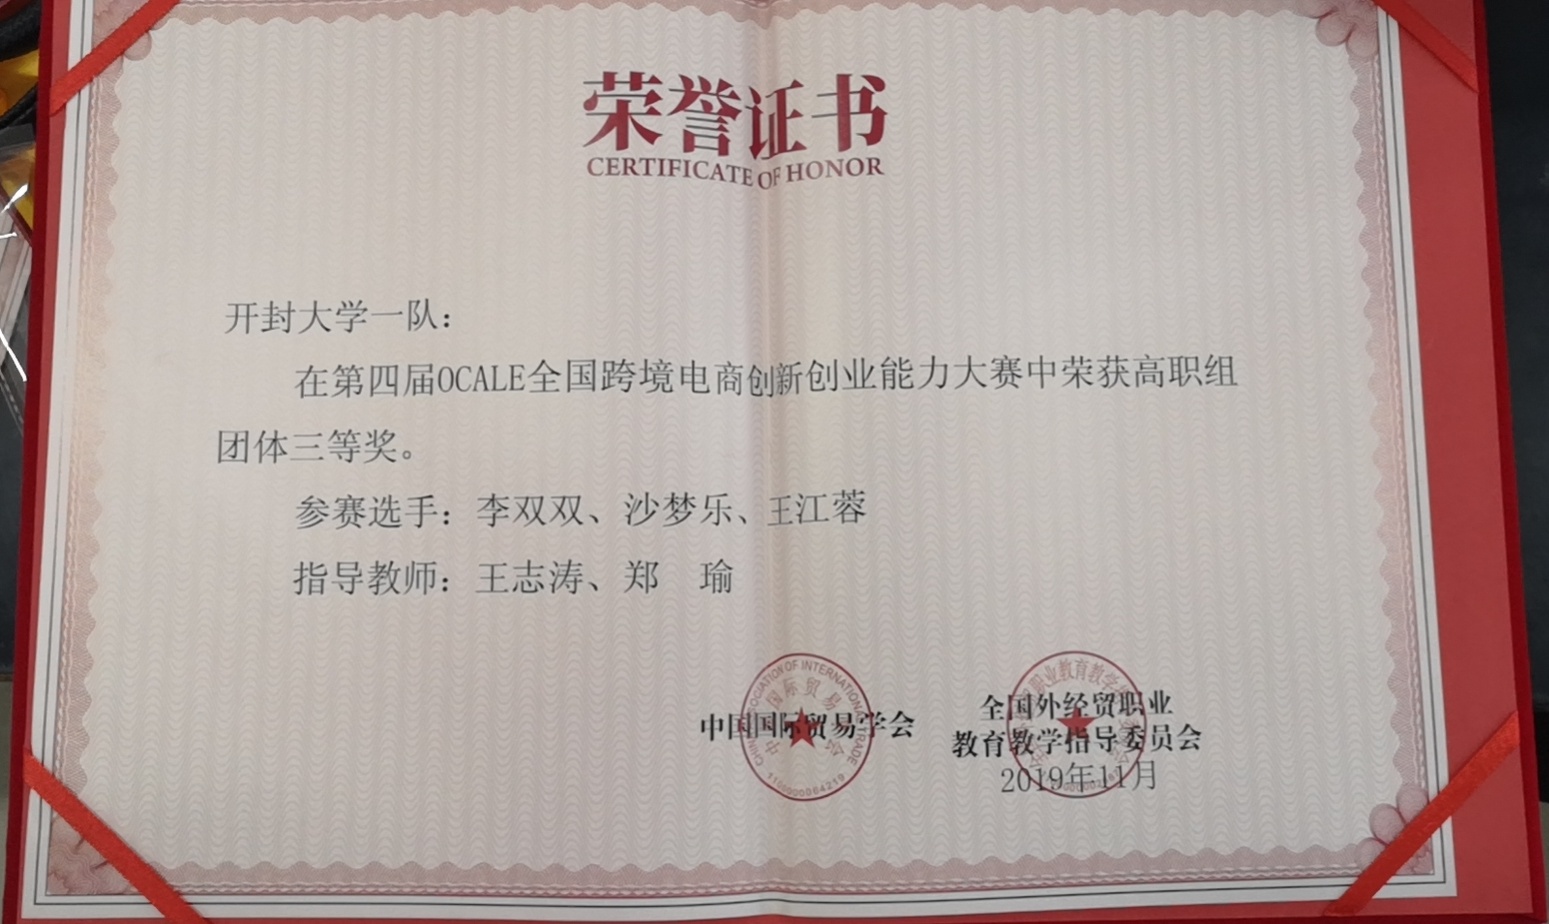 荣誉证书
CERTIFICATE OF HONOR
开封大学一队：
在第四届OCALE全国跨境电商创新创业能力大赛中荣获高职组
团体三等奖。
参赛选手：李双双、沙梦乐、王江蓉
指导教师：王志涛、郑　瑜
中国国际贸易学会
全国外经贸职业
教育教学指导委员会
2019年11月